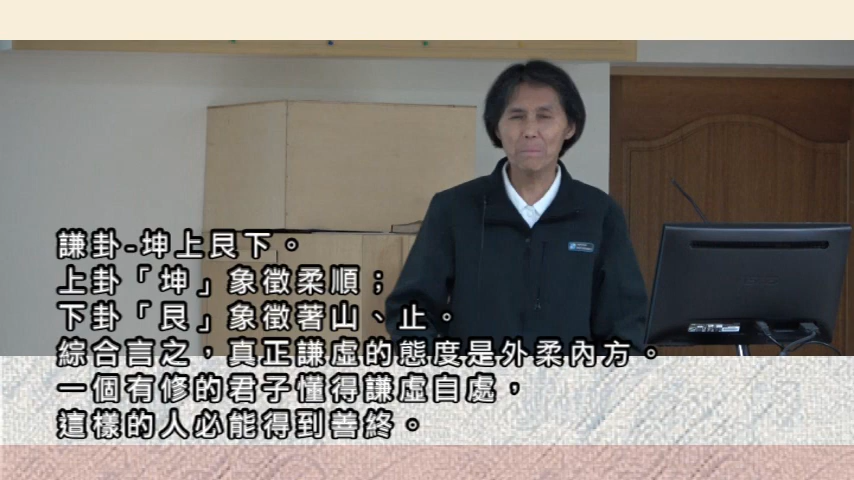 謙卦-坤上艮下。
上卦「坤」象徵柔順；
下卦「艮」象徵著山、止。
綜合言之，真正謙虛的態度是外柔內方。
一個有修的君子懂得謙虛自處，
這樣的人必能得到善終。